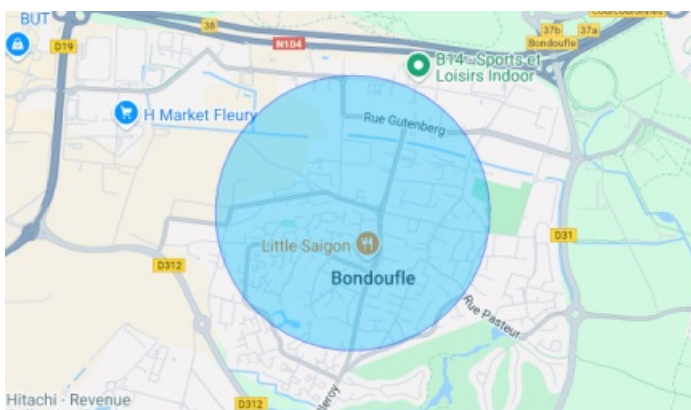 BUT
38
37b
37a
D19
N104
Bondoufle
B14 - Sports et
Loisirs Indoor
H Market Fleury
Rue Gutenberg
Little Saigon
D31
D312
Bondoufle
Rue Pasteur
Hitachi - Revenue
D312